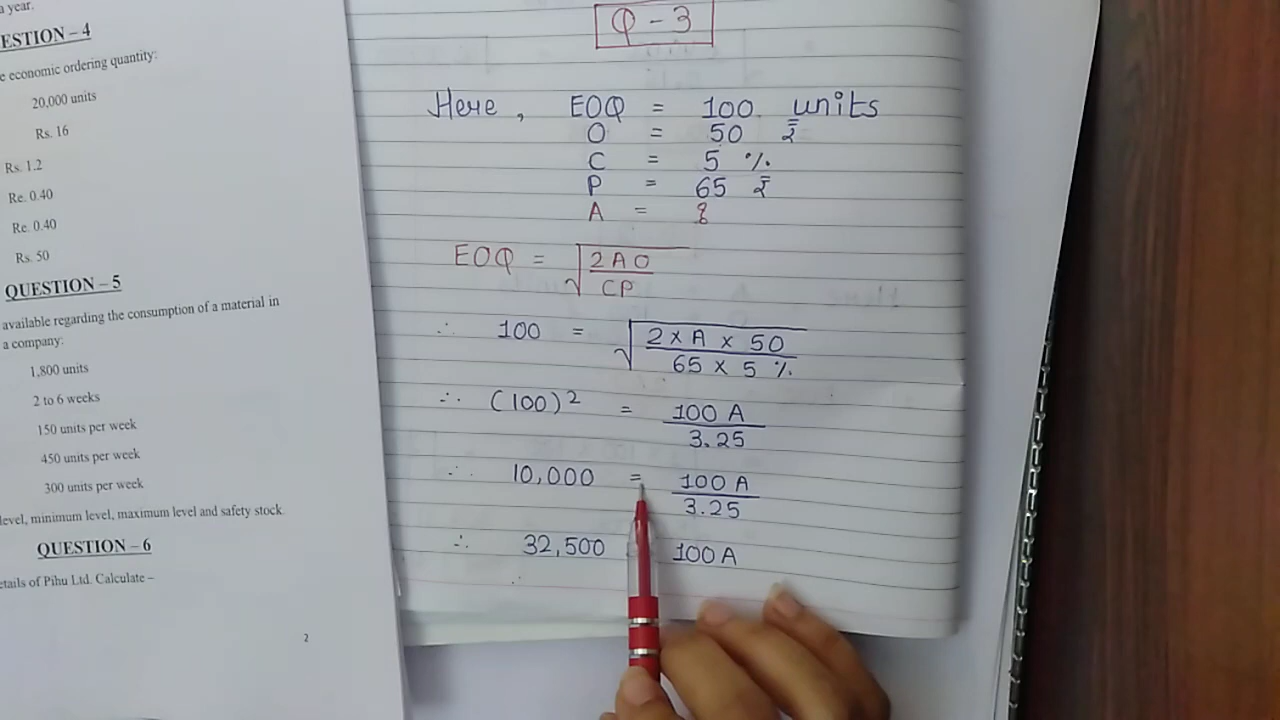 a year.
ESTION – 4
e economic ordering quantity:
20,000 units
Rs. 16
Rs. 1.2
Re. 0.40
Re. 0.40
Rs. 50
QUESTION – 5
available regarding the consumption of a material in
a company:
1,800 units
2 to 6 weeks
150 units per week
450 units per week
300 units per week
level, minimum level, maximum level and safety stock.
QUESTION – 6
etails of Pihu Ltd. Calculate –
2
Q - 3
Here, EOQ = 100 units
O = 50 ₹
C = 5 %
P = 65 ₹
A = ?
EOQ = √ 2AO
CP
∴ 100 = √ 2 × A × 50
65 × 5 %
∴ (100)² = 100 A
3.25
∴ 10,000 = 100 A
3.25
∴ 32,500 100 A